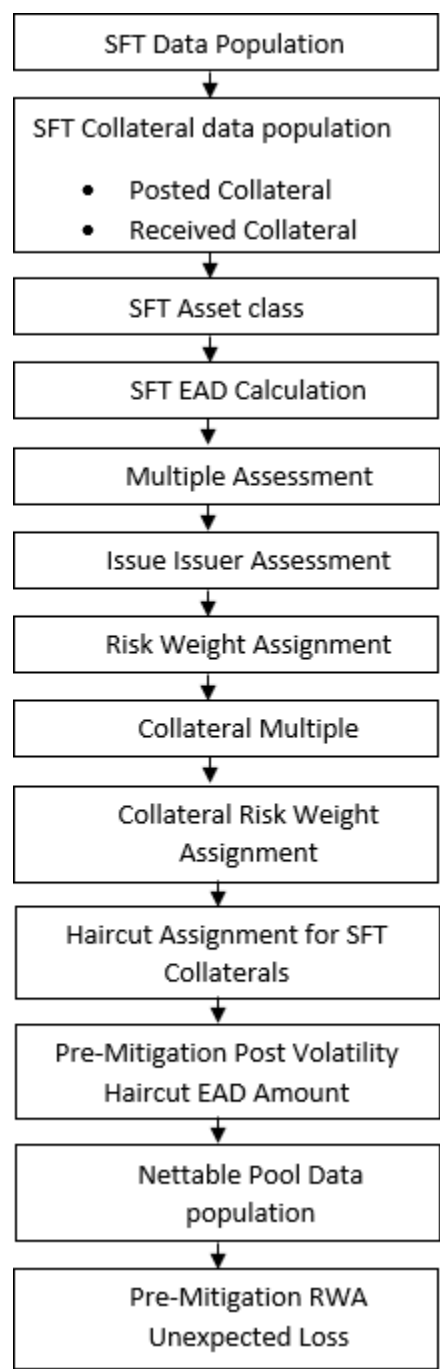 SFT Data Population
SFT Collateral data population
• Posted Collateral
• Received Collateral
SFT Asset class
SFT EAD Calculation
Multiple Assessment
Issue Issuer Assessment
Risk Weight Assignment
Collateral Multiple
Collateral Risk Weight
Assignment
Haircut Assignment for SFT
Collaterals
Pre-Mitigation Post Volatility
Haircut EAD Amount
Nettable Pool Data
population
Pre-Mitigation RWA
Unexpected Loss